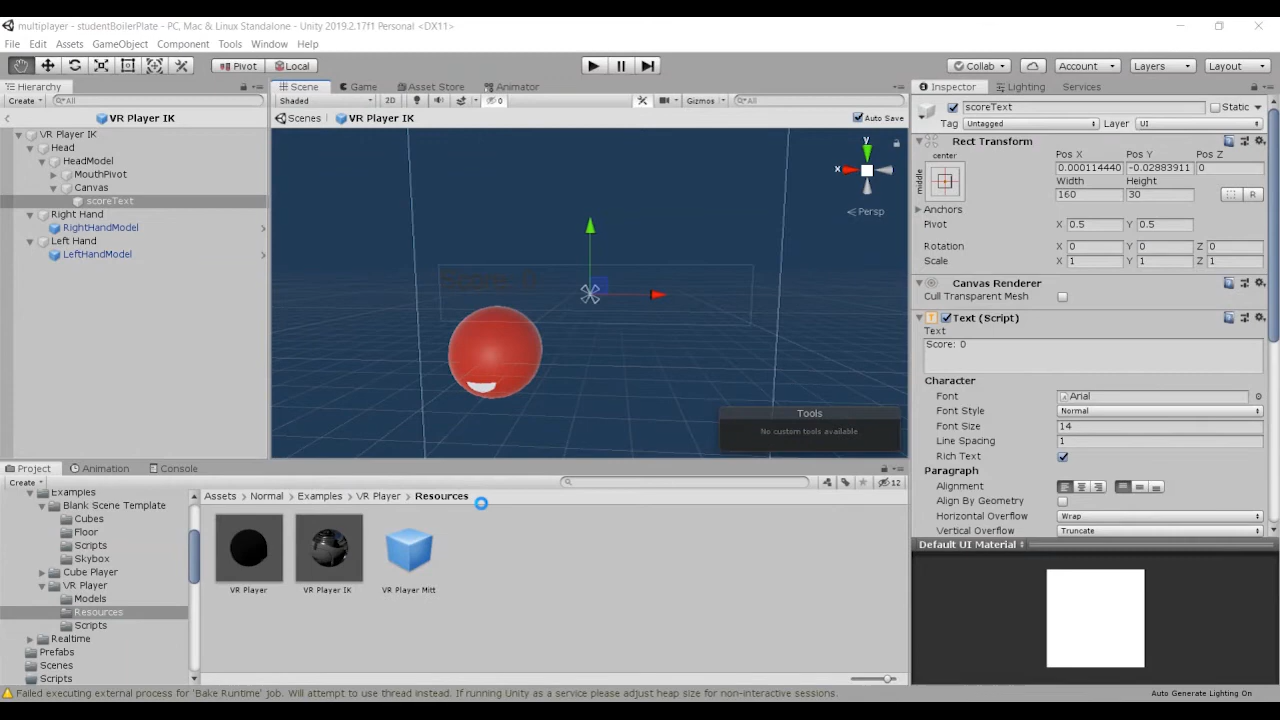 multiplayer - studentBoilerPlate - PC, Mac & Linux Standalone - Unity 2019.2.17f1 Personal <DX11>
File Edit Assets GameObject Component Tools Window Help
Pivot Local Collab Account Layers Layout
Hierarchy Scene Game Asset Store Animator Inspector Lighting Services
Create All Shaded 2D 0 Gizmos All scoreText Static
VR Player IK Scenes VR Player IK Auto Save Tag Untagged Layer UI
VR Player IK
Head
HeadModel
MouthPivot
Canvas
scoreText
Right Hand
RightHandModel
Left Hand
LeftHandModel
y
x
Persp
Score: 0
Tools
No custom tools available
Rect Transform
center
middle
Pos X Pos Y Pos Z
0.000114440 -0.02883911 0
Width Height
160 30
R
Anchors
Pivot X 0.5 Y 0.5
Rotation X 0 Y 0 Z 0
Scale X 1 Y 1 Z 1
Canvas Renderer
Cull Transparent Mesh
Text (Script)
Text
Score: 0
Character
Font Arial
Font Style Normal
Font Size 14
Line Spacing 1
Rich Text
Paragraph
Alignment
Align By Geometry
Horizontal Overflow Wrap
Vertical Overflow Truncate
Default UI Material
Project Animation Console
Create 12
Examples
Blank Scene Template
Cubes
Floor
Scripts
Skybox
Cube Player
VR Player
Models
Resources
Scripts
Realtime
Prefabs
Scenes
Scripts
Assets Normal Examples VR Player Resources
VR Player VR Player IK VR Player Mitt
Failed executing external process for 'Bake Runtime' job. Will attempt to use thread instead. If running Unity as a service please adjust heap size for non-interactive sessions.
Auto Generate Lighting On